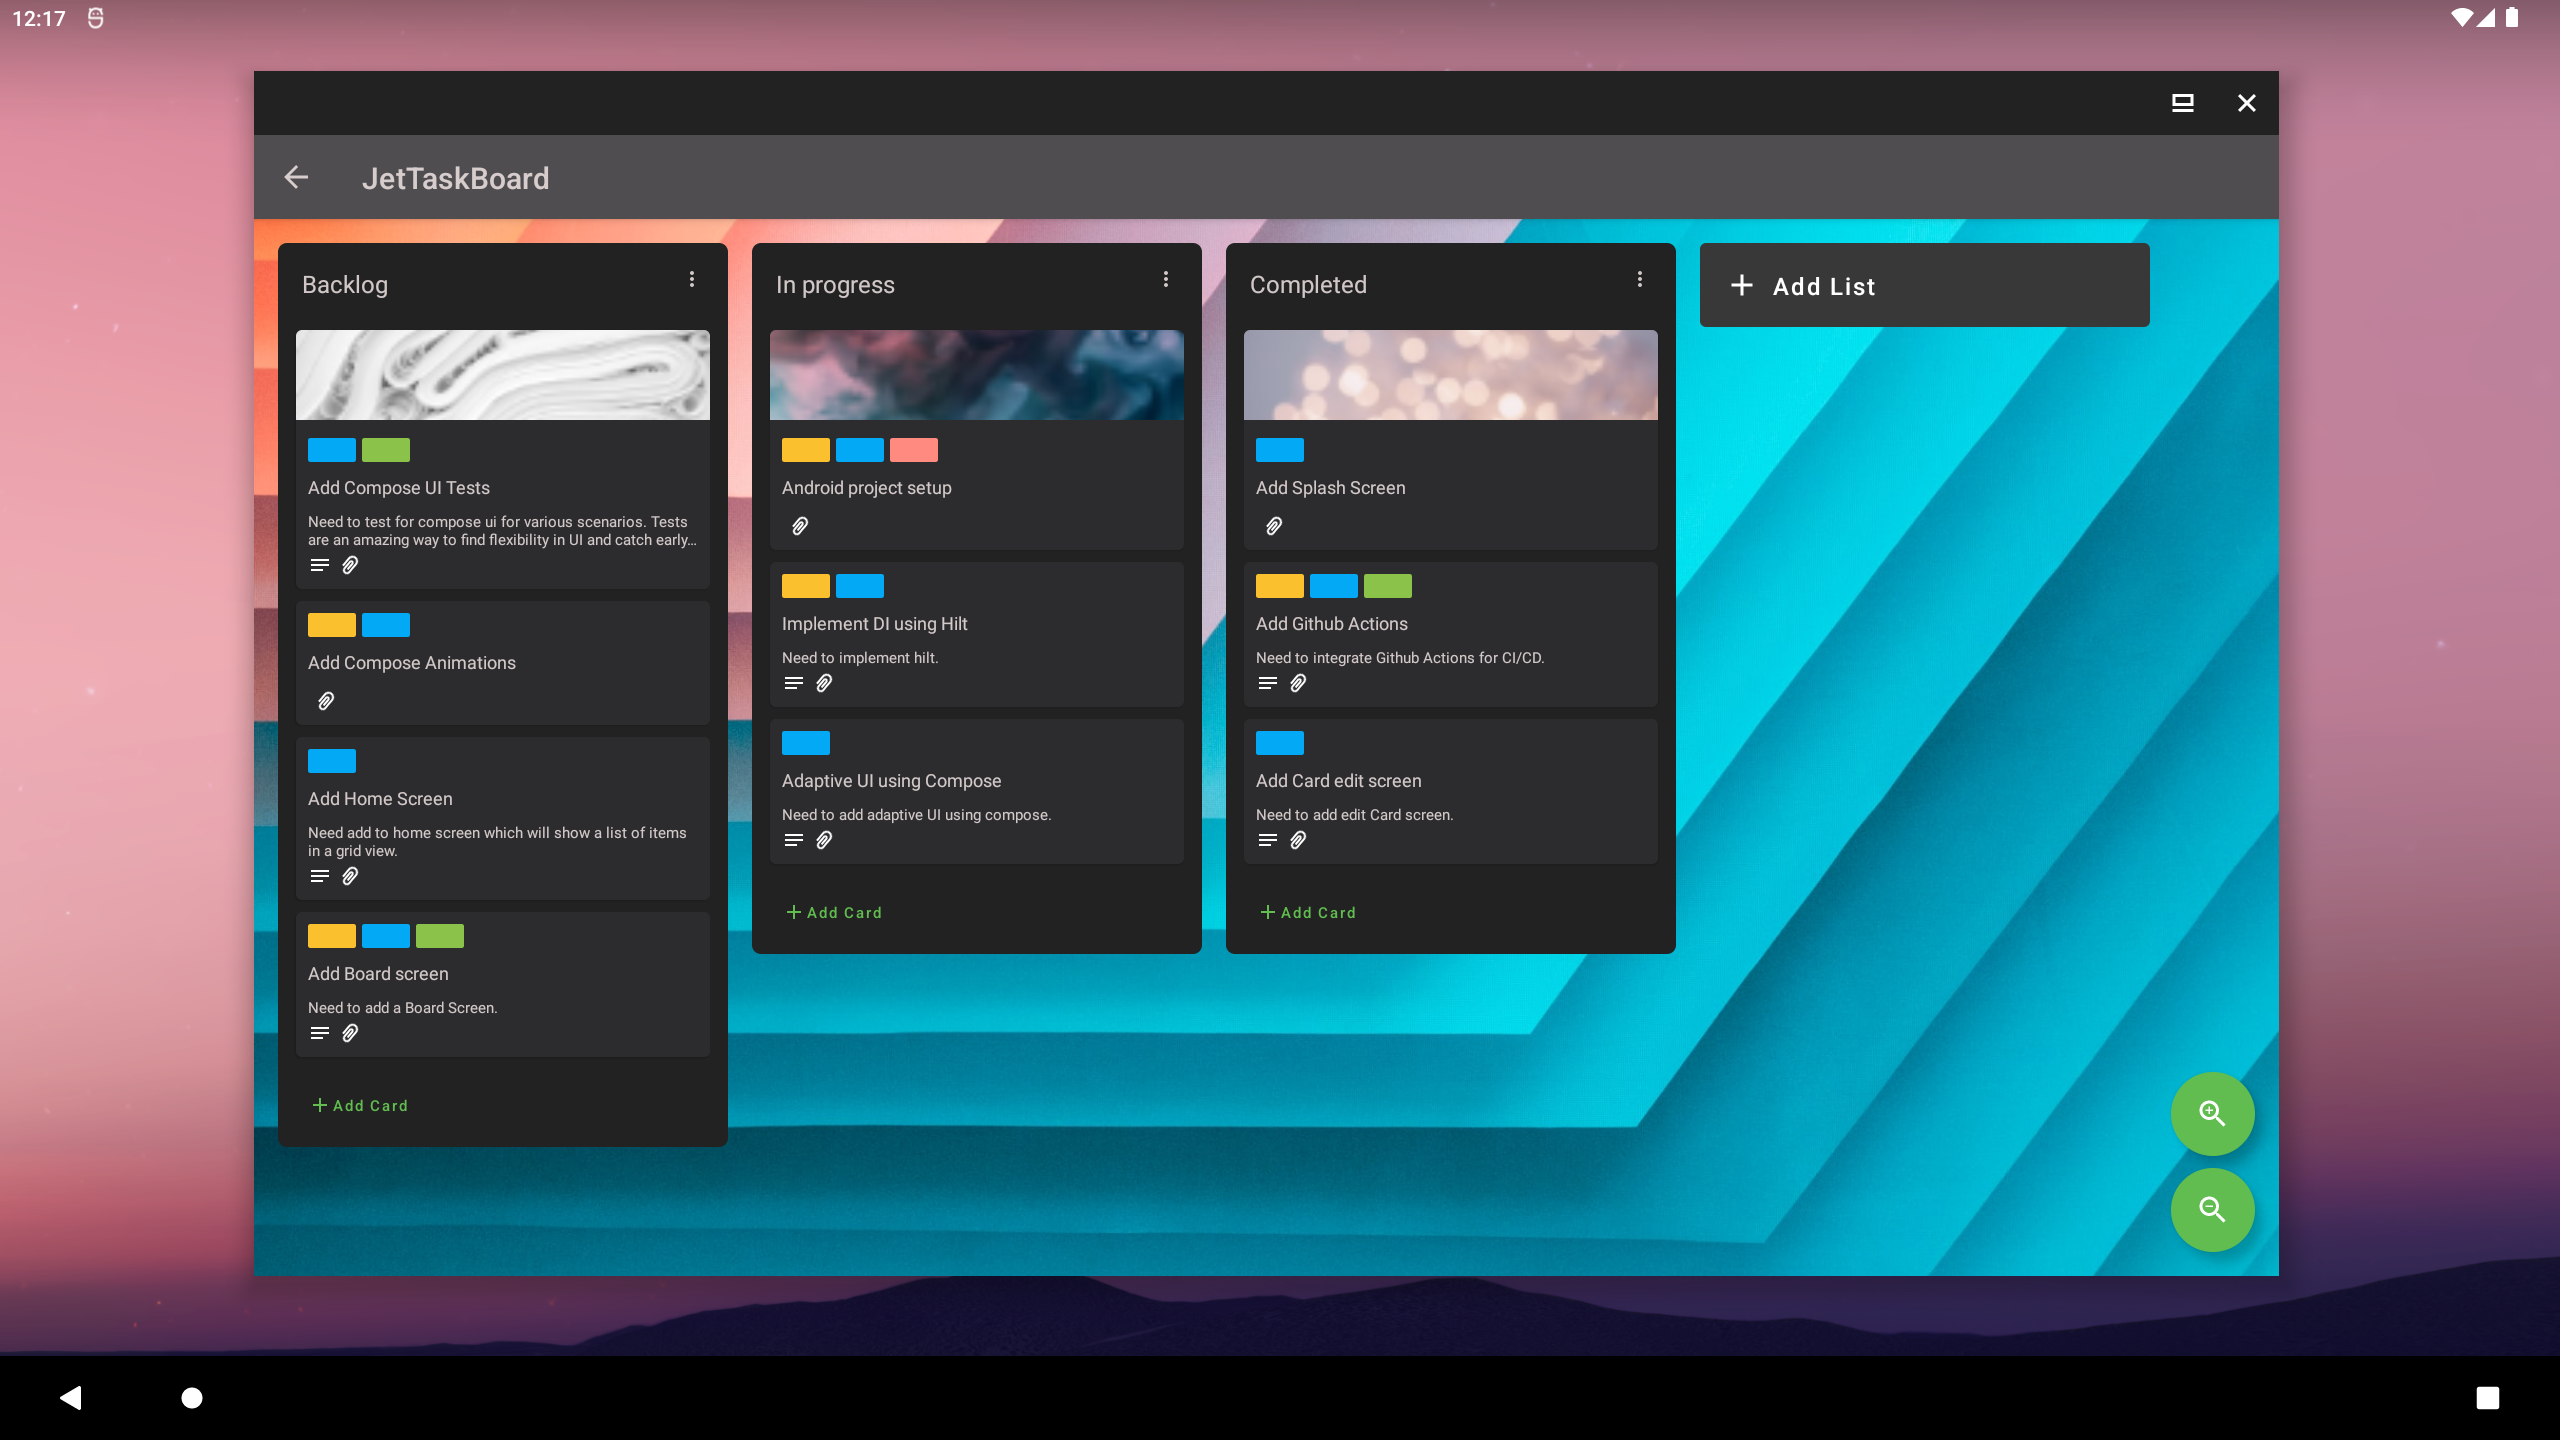 12:17
JetTaskBoard
Backlog
Add Compose UI Tests
Need to test for compose ui for various scenarios. Tests
are an amazing way to find flexibility in UI and catch early...
Add Compose Animations
Add Home Screen
Need add to home screen which will show a list of items
in a grid view.
Add Board screen
Need to add a Board Screen.
Add Card
In progress
Android project setup
Implement DI using Hilt
Need to implement hilt.
Adaptive UI using Compose
Need to add adaptive UI using compose.
Add Card
Completed
Add Splash Screen
Add Github Actions
Need to integrate Github Actions for CI/CD.
Add Card edit screen
Need to add edit Card screen.
Add Card
Add List